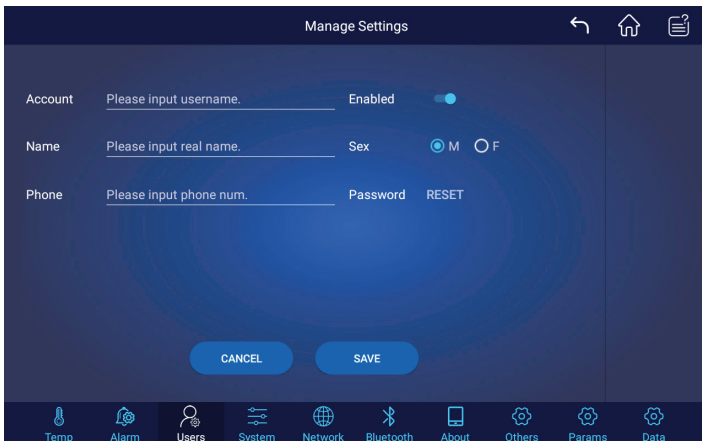 Manage Settings
Account Please input username. Enabled
Name Please input real name. Sex M F
Phone Please input phone num. Password RESET
CANCEL SAVE
Temp Alarm Users System Network Bluetooth About Others Params Data